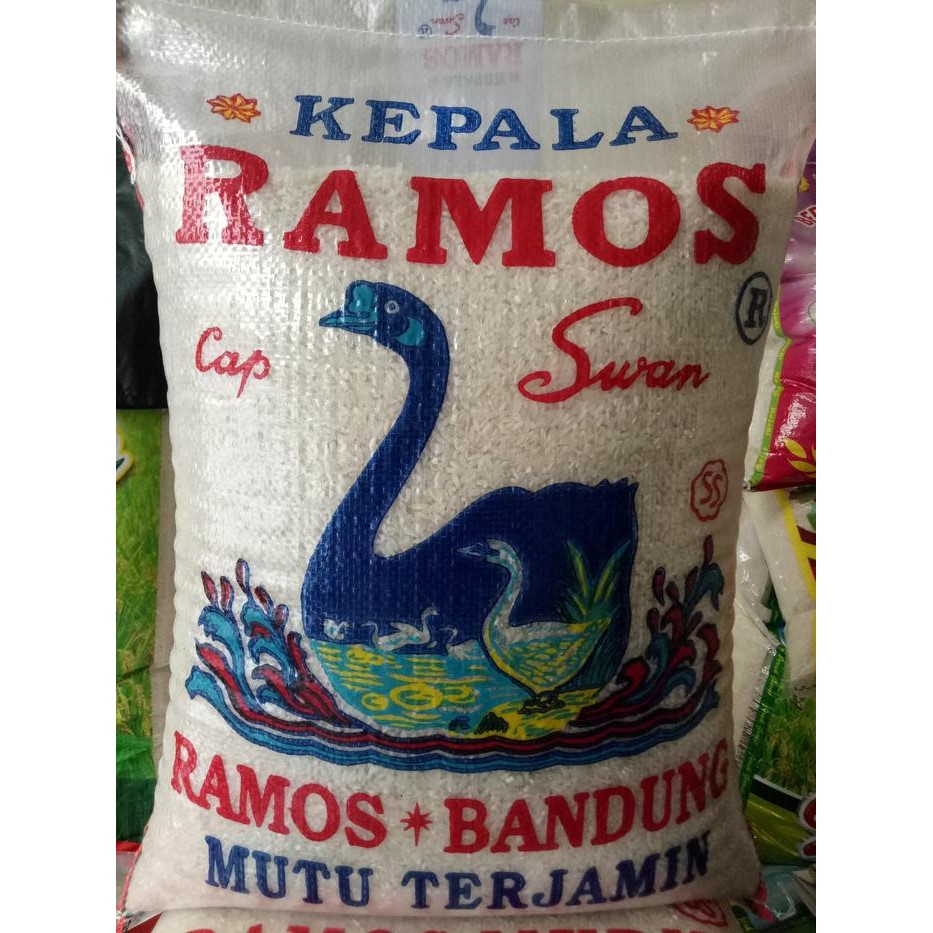 KEPALA
RAMOS
®
Cap Swan
SS
RAMOS * BANDUNG
MUTU TERJAMIN